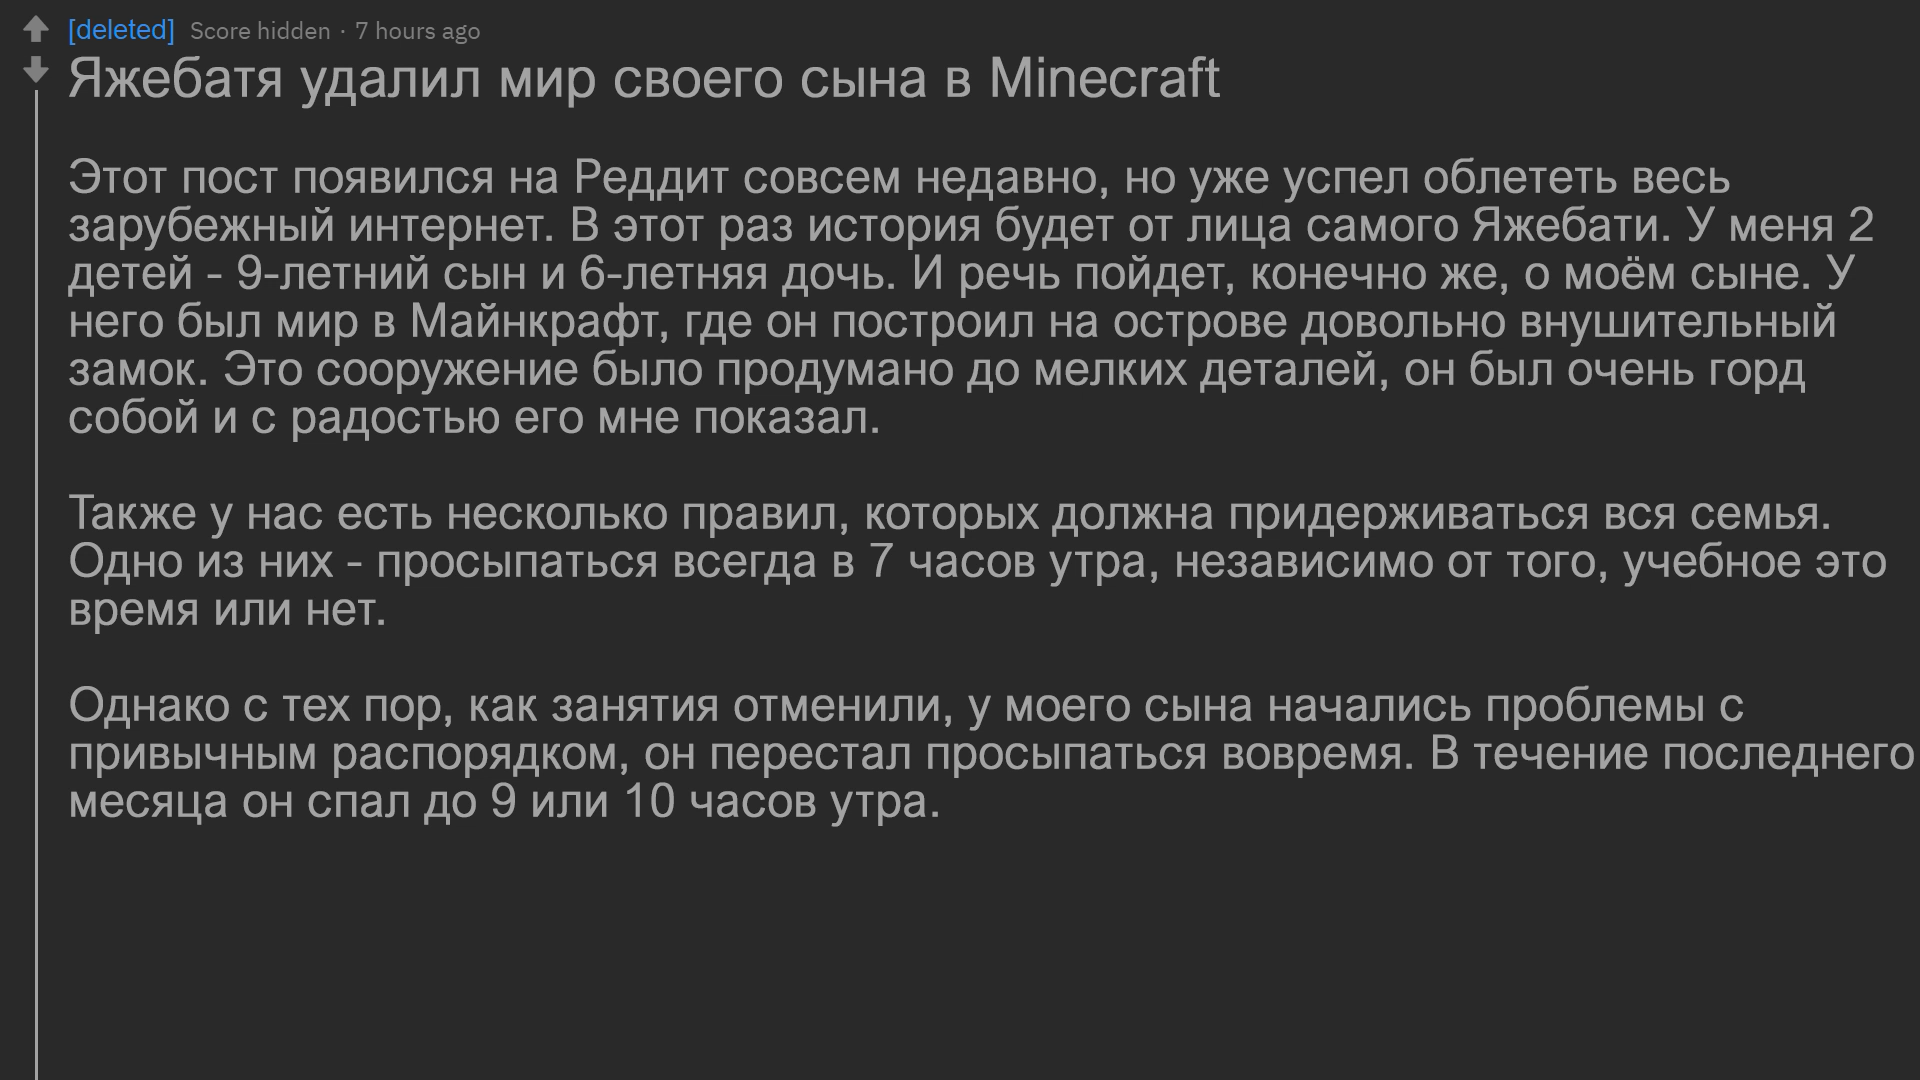 [deleted] Score hidden · 7 hours ago
Яжебатя удалил мир своего сына в Minecraft
Этот пост появился на Реддит совсем недавно, но уже успел облететь весь
зарубежный интернет. В этот раз история будет от лица самого Яжебати. У меня 2
детей - 9-летний сын и 6-летняя дочь. И речь пойдет, конечно же, о моём сыне. У
него был мир в Майнкрафт, где он построил на острове довольно внушительный
замок. Это сооружение было продумано до мелких деталей, он был очень горд
собой и с радостью его мне показал.
Также у нас есть несколько правил, которых должна придерживаться вся семья.
Одно из них - просыпаться всегда в 7 часов утра, независимо от того, учебное это
время или нет.
Однако с тех пор, как занятия отменили, у моего сына начались проблемы с
привычным распорядком, он перестал просыпаться вовремя. В течение последнего
месяца он спал до 9 или 10 часов утра.